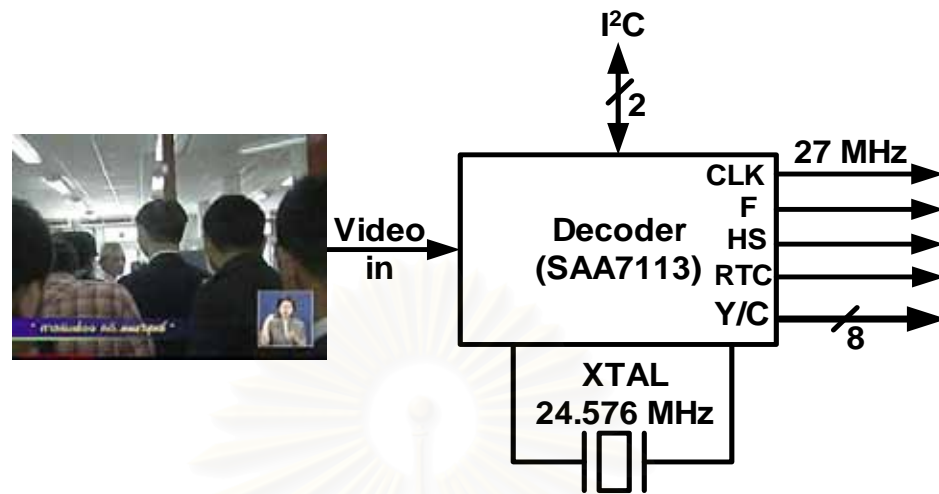 I²C
2
27 MHz
CLK
F
Video
in
Decoder
(SAA7113)
HS
RTC
Y/C
8
XTAL
24.576 MHz